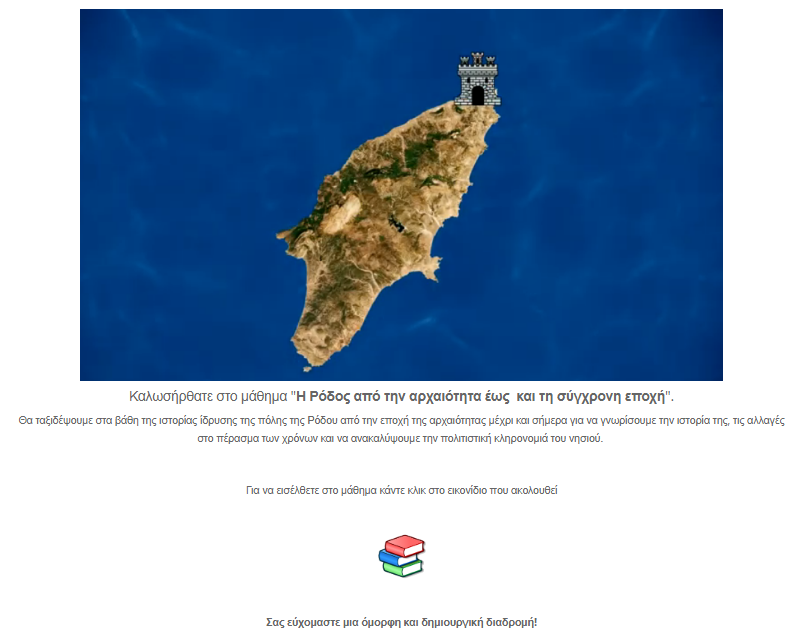 Καλωσήρθατε στο μάθημα "Η Ρόδος από την αρχαιότητα έως  και τη σύγχρονη εποχή".
Θα ταξιδέψουμε στα βάθη της ιστορίας ίδρυσης της πόλης της Ρόδου από την εποχή της αρχαιότητας μέχρι και σήμερα για να γνωρίσουμε την ιστορία της, τις αλλαγές
στο πέρασμα των χρόνων και να ανακαλύψουμε την πολιτιστική κληρονομιά του νησιού.
Για να εισέλθετε στο μάθημα κάντε κλικ στο εικονίδιο που ακολουθεί
Σας εύχομαστε μια όμορφη και δημιουργική διαδρομή!